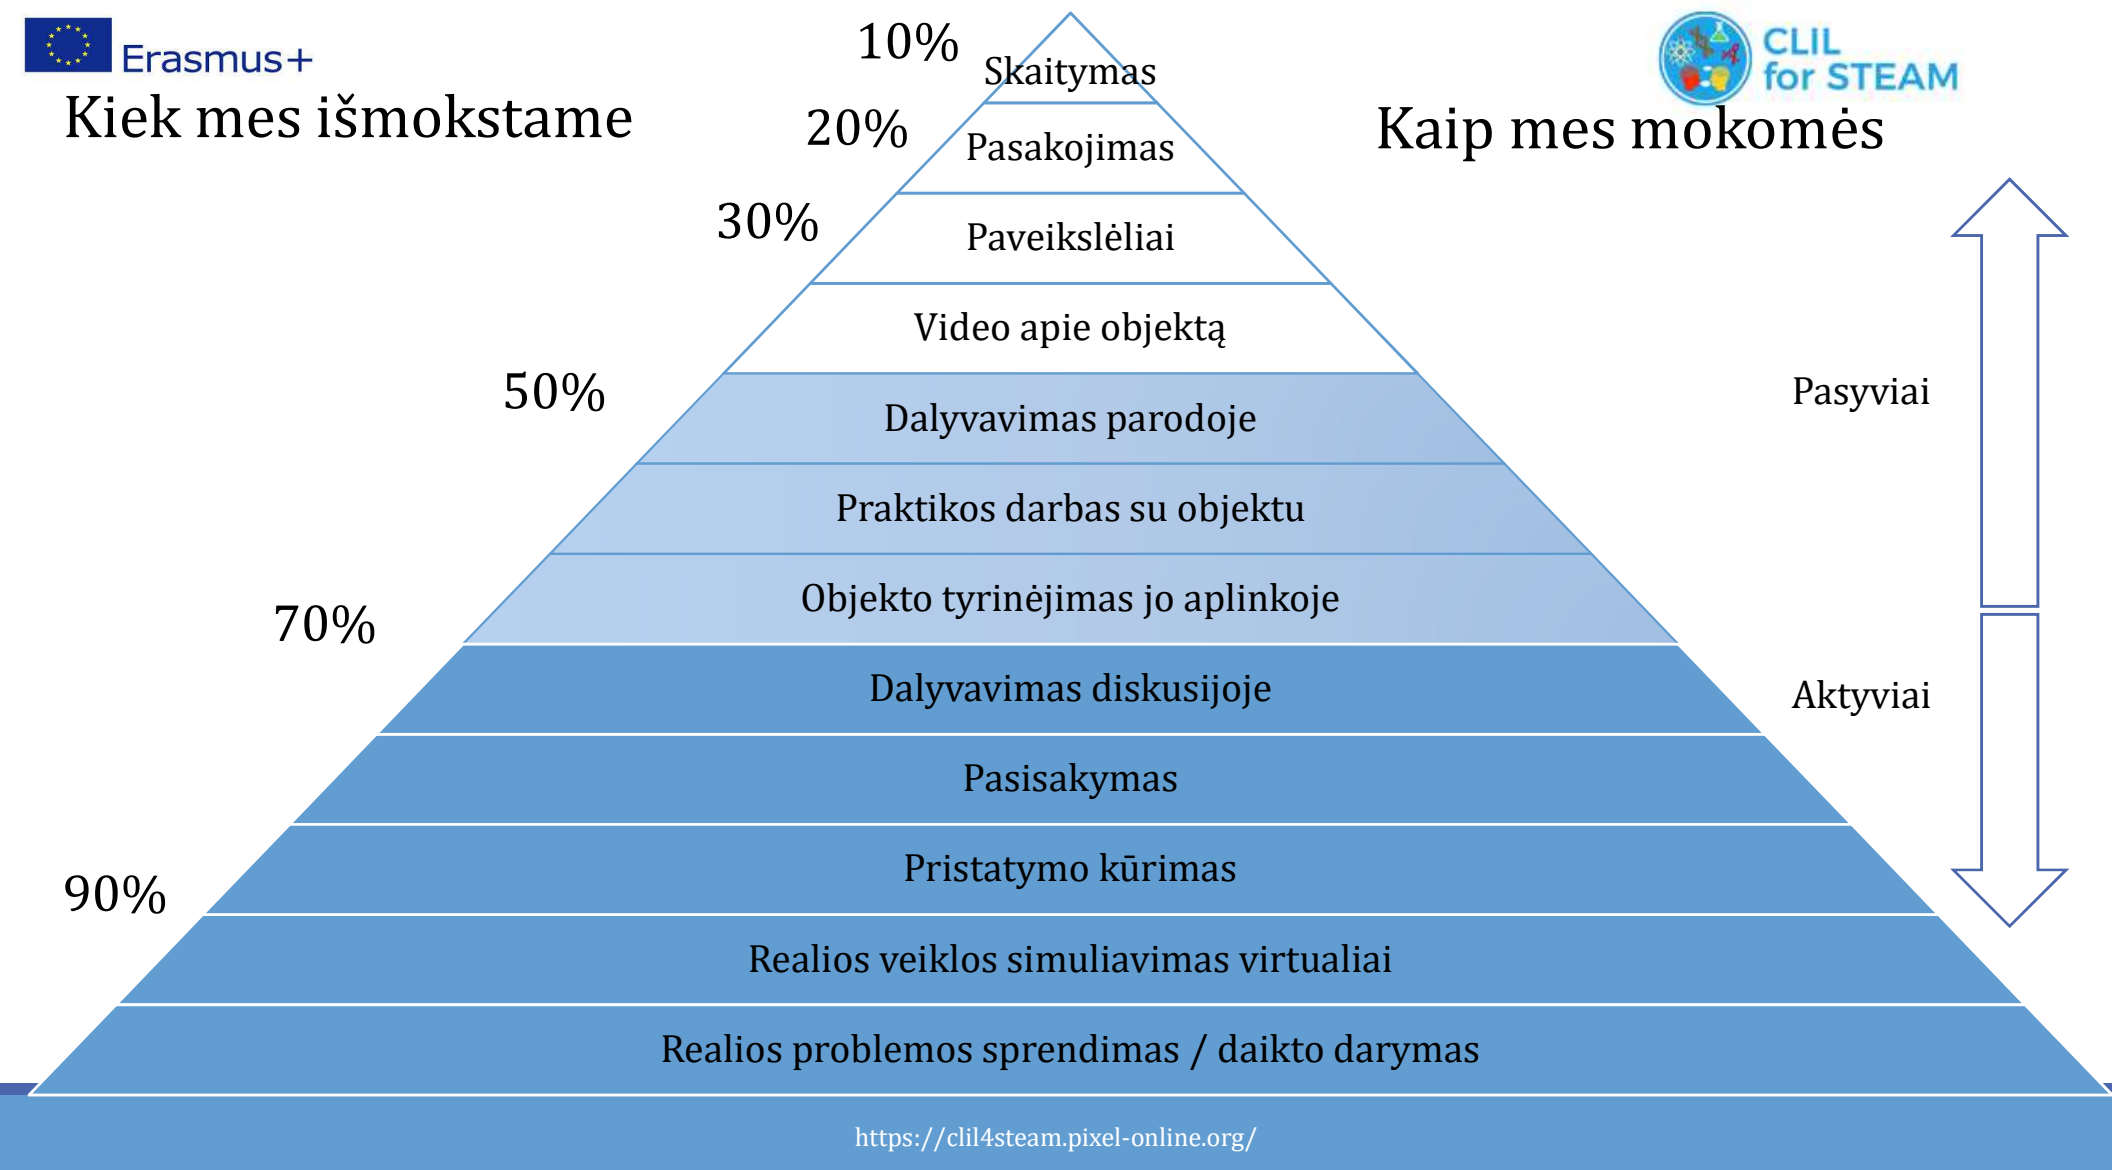 Erasmus+
CLIL
for STEAM
Kiek mes išmokstame
Kaip mes mokomės
10%
Skaitymas
20%
Pasakojimas
30%
Paveikslėliai
Video apie objektą
50%
Dalyvavimas parodoje
Pasyviai
Praktikos darbas su objektu
Objekto tyrinėjimas jo aplinkoje
70%
Dalyvavimas diskusijoje
Aktyviai
Pasisakymas
Pristatymo kūrimas
90%
Realios veiklos simuliavimas virtualiai
Realios problemos sprendimas / daikto darymas
https://clil4steam.pixel-online.org/